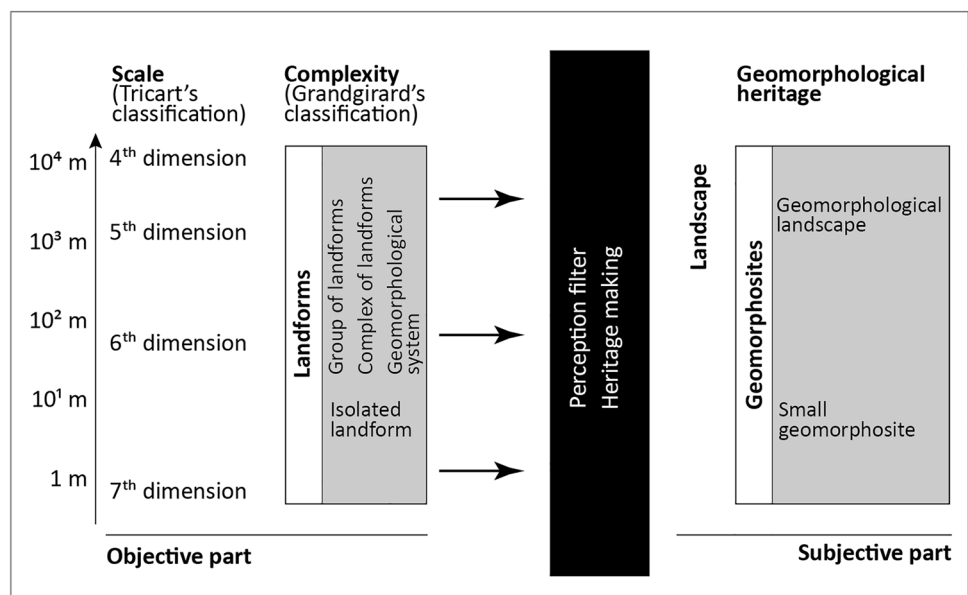 Scale
(Tricart's
classification)
10⁴ m
10³ m
10² m
10¹ m
1 m
4th dimension
5th dimension
6th dimension
7th dimension
Complexity
(Grandgirard's
classification)
Landforms
Group of landforms
Complex of landforms
Geomorphological
system
Isolated
landform
Objective part
Perception filter
Heritage making
Landscape
Geomorphological
heritage
Geomorphosites
Geomorphological
landscape
Small
geomorphosite
Subjective part